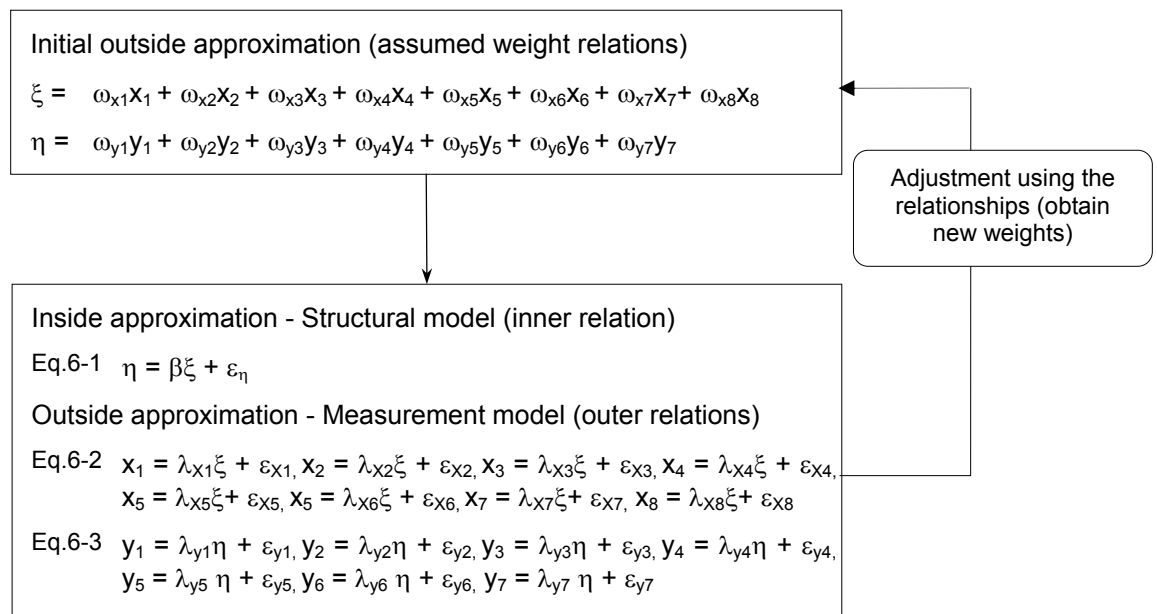 Initial outside approximation (assumed weight relations)
ξ = ωx1x1 + ωx2x2 + ωx3x3 + ωx4x4 + ωx5x5 + ωx6x6 + ωx7x7+ ωx8x8
η = ωy1y1 + ωy2y2 + ωy3y3 + ωy4y4 + ωy5y5 + ωy6y6 + ωy7y7
Adjustment using the
relationships (obtain
new weights)
Inside approximation - Structural model (inner relation)
Eq.6-1 η = βξ + εη
Outside approximation - Measurement model (outer relations)
Eq.6-2 x1 = λX1ξ + εX1, x2 = λX2ξ + εX2, x3 = λX3ξ + εX3, x4 = λX4ξ + εX4,
x5 = λX5ξ+ εX5, x5 = λX6ξ + εX6, x7 = λX7ξ+ εX7, x8 = λX8ξ+ εX8
Eq.6-3 y1 = λy1η + εy1, y2 = λy2η + εy2, y3 = λy3η + εy3, y4 = λy4η + εy4,
y5 = λy5 η + εy5, y6 = λy6 η + εy6, y7 = λy7 η + εy7